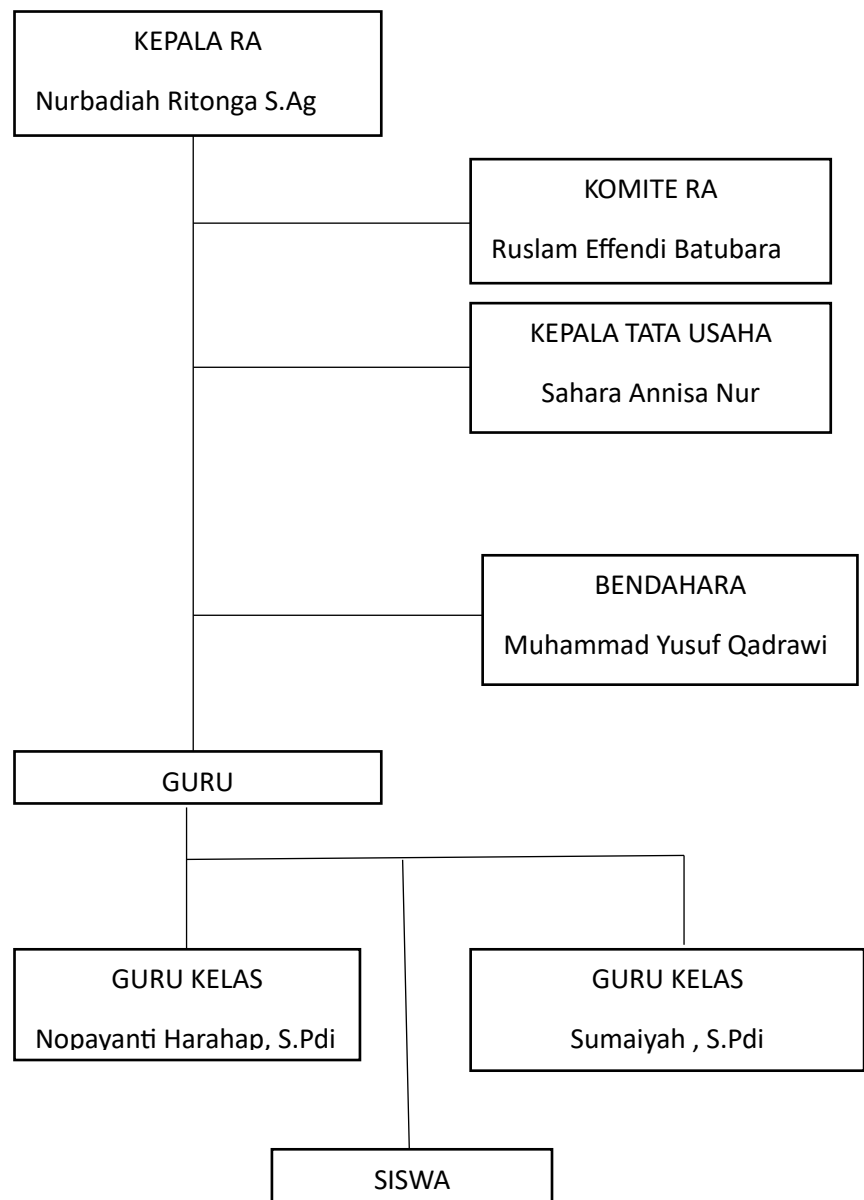 KEPALA RA
Nurbadiah Ritonga S.Ag
KOMITE RA
Ruslam Effendi Batubara
KEPALA TATA USAHA
Sahara Annisa Nur
BENDAHARA
Muhammad Yusuf Qadrawi
GURU
GURU KELAS
Nopayanti Harahap, S.Pdi
GURU KELAS
Sumaiyah , S.Pdi
SISWA